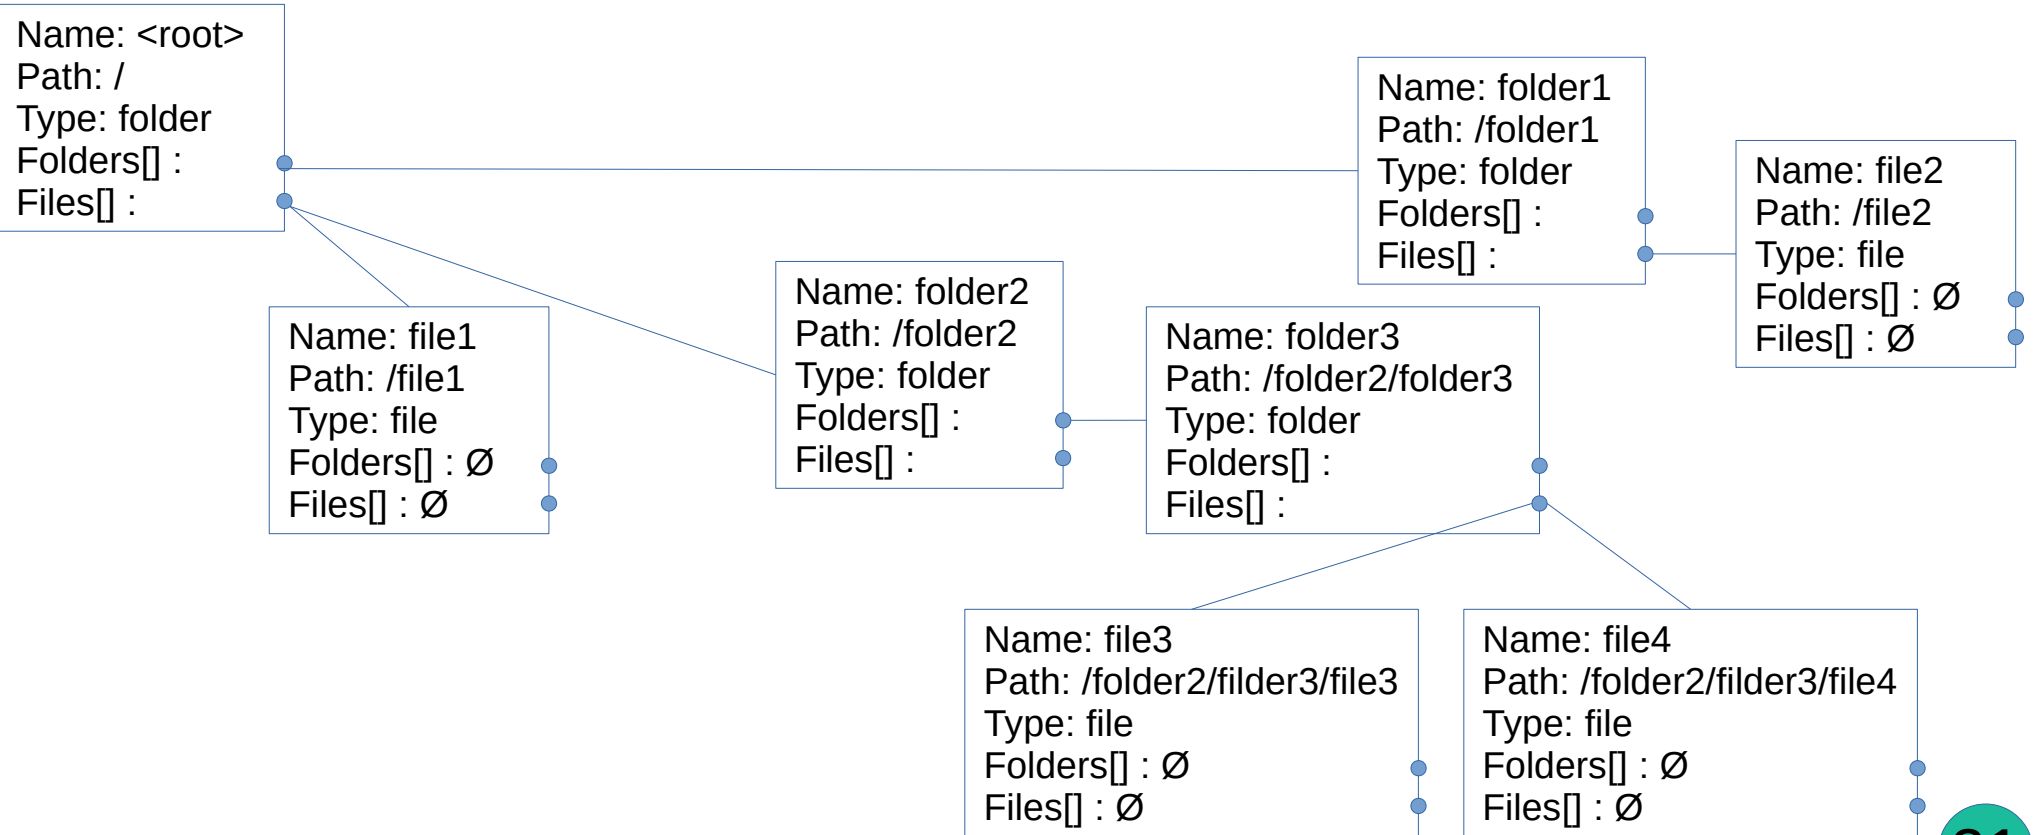 Name: <root>
Path: /
Type: folder
Folders[] :
Files[] :
Name: folder1
Path: /folder1
Type: folder
Folders[] :
Files[] :
Name: file2
Path: /file2
Type: file
Folders[] : Ø
Files[] : Ø
Name: file1
Path: /file1
Type: file
Folders[] : Ø
Files[] : Ø
Name: folder2
Path: /folder2
Type: folder
Folders[] :
Files[] :
Name: folder3
Path: /folder2/folder3
Type: folder
Folders[] :
Files[] :
Name: file3
Path: /folder2/filder3/file3
Type: file
Folders[] : Ø
Files[] : Ø
Name: file4
Path: /folder2/filder3/file4
Type: file
Folders[] : Ø
Files[] : Ø